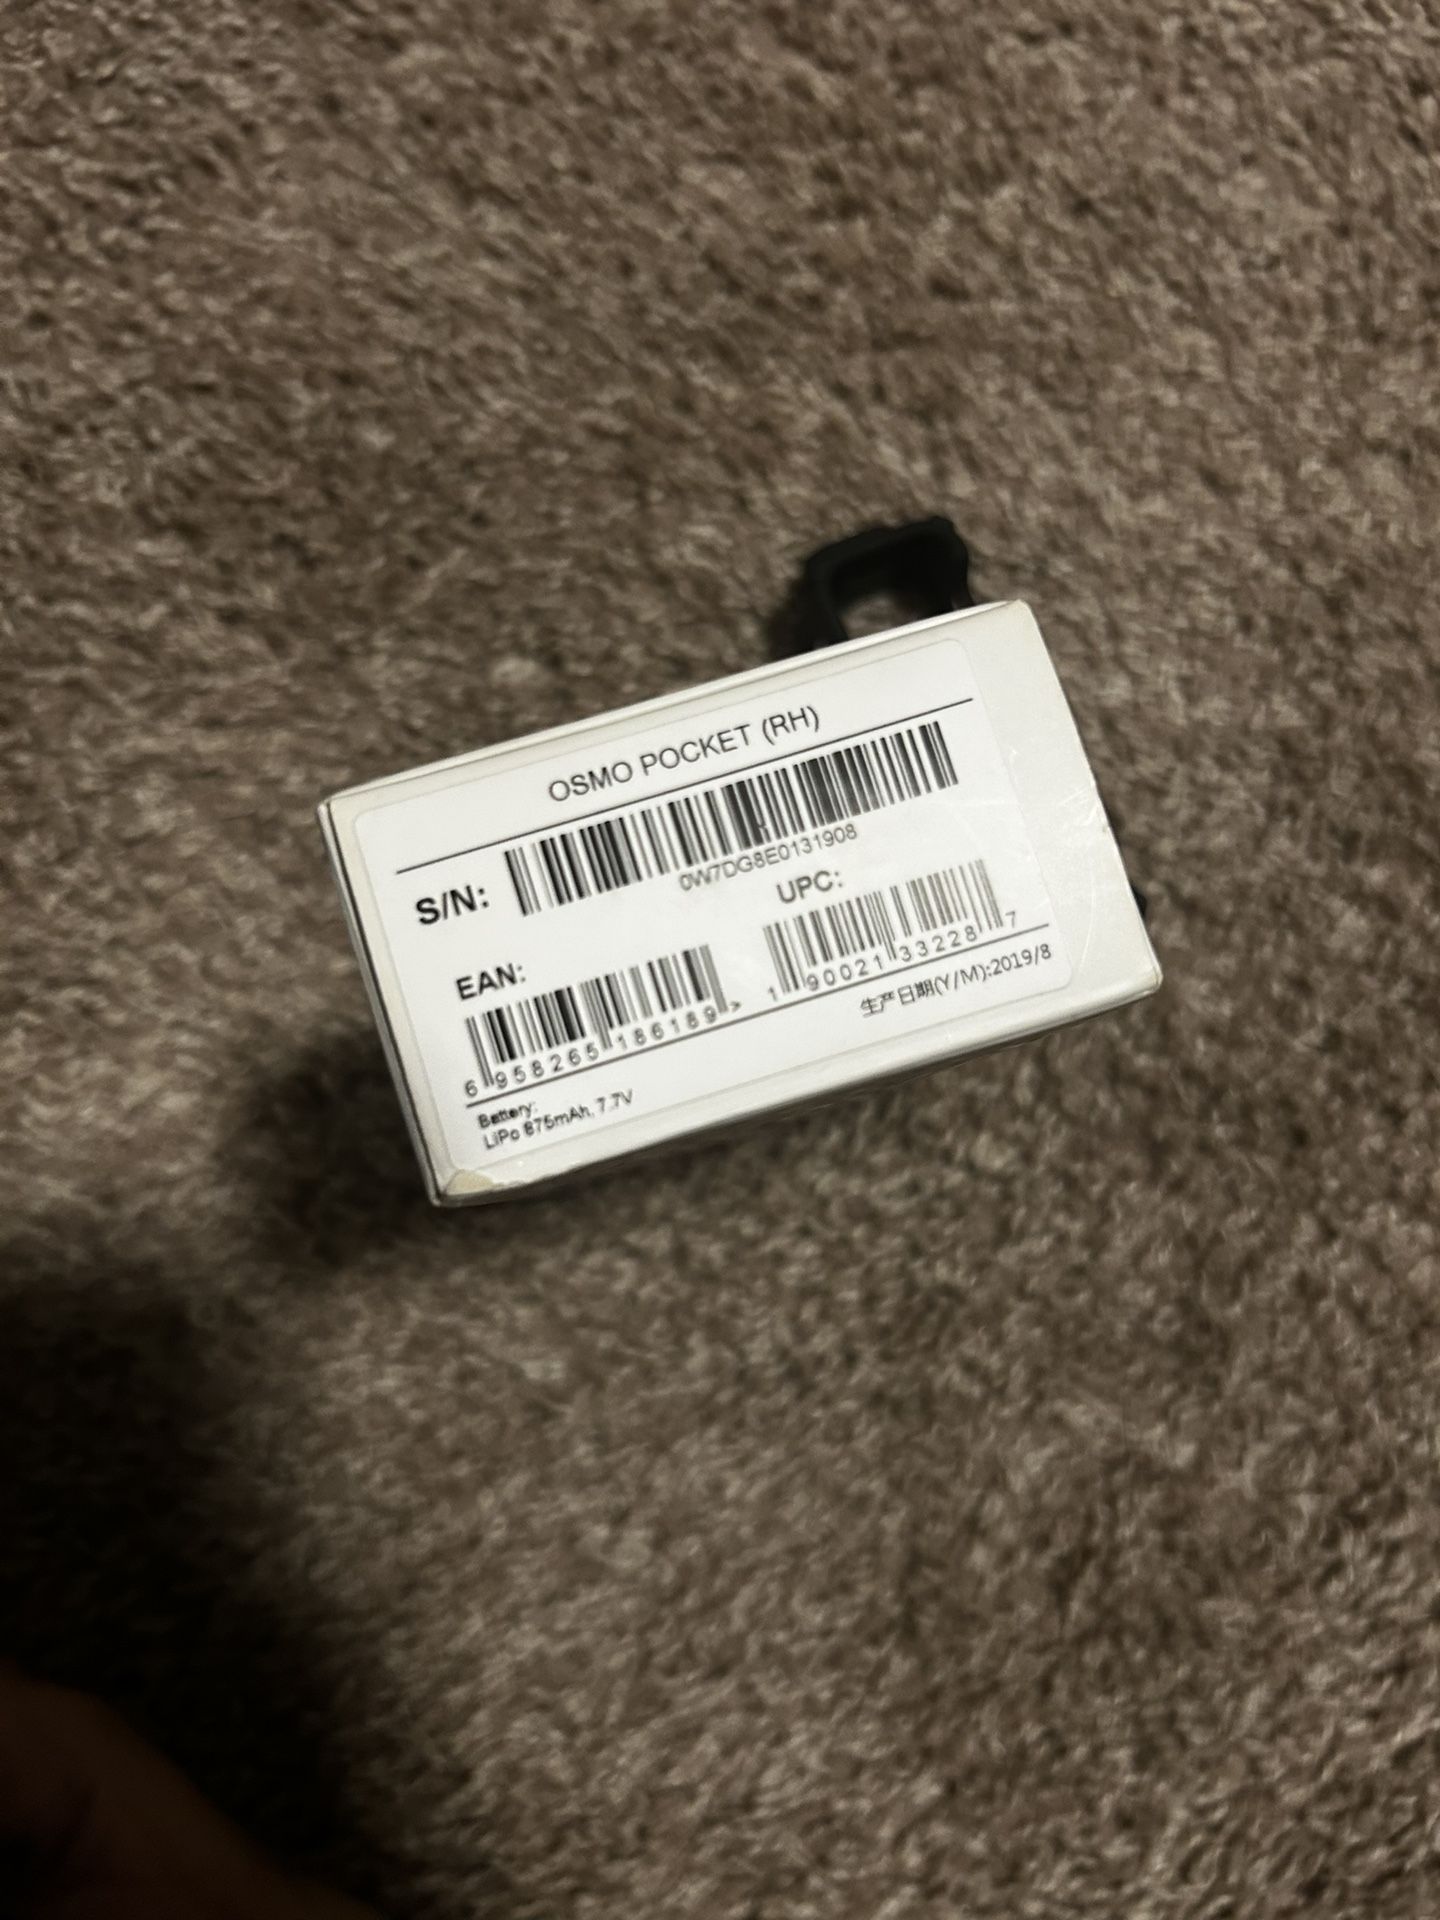 OSMO POCKET (RH)
S/N:
0W7DG8E0131908
EAN:
6 958265 186189 >
UPC:
1 90021 33228 7
生产日期(Y/M):2019/8
Battery:
LiPo 875mAh, 7.7V